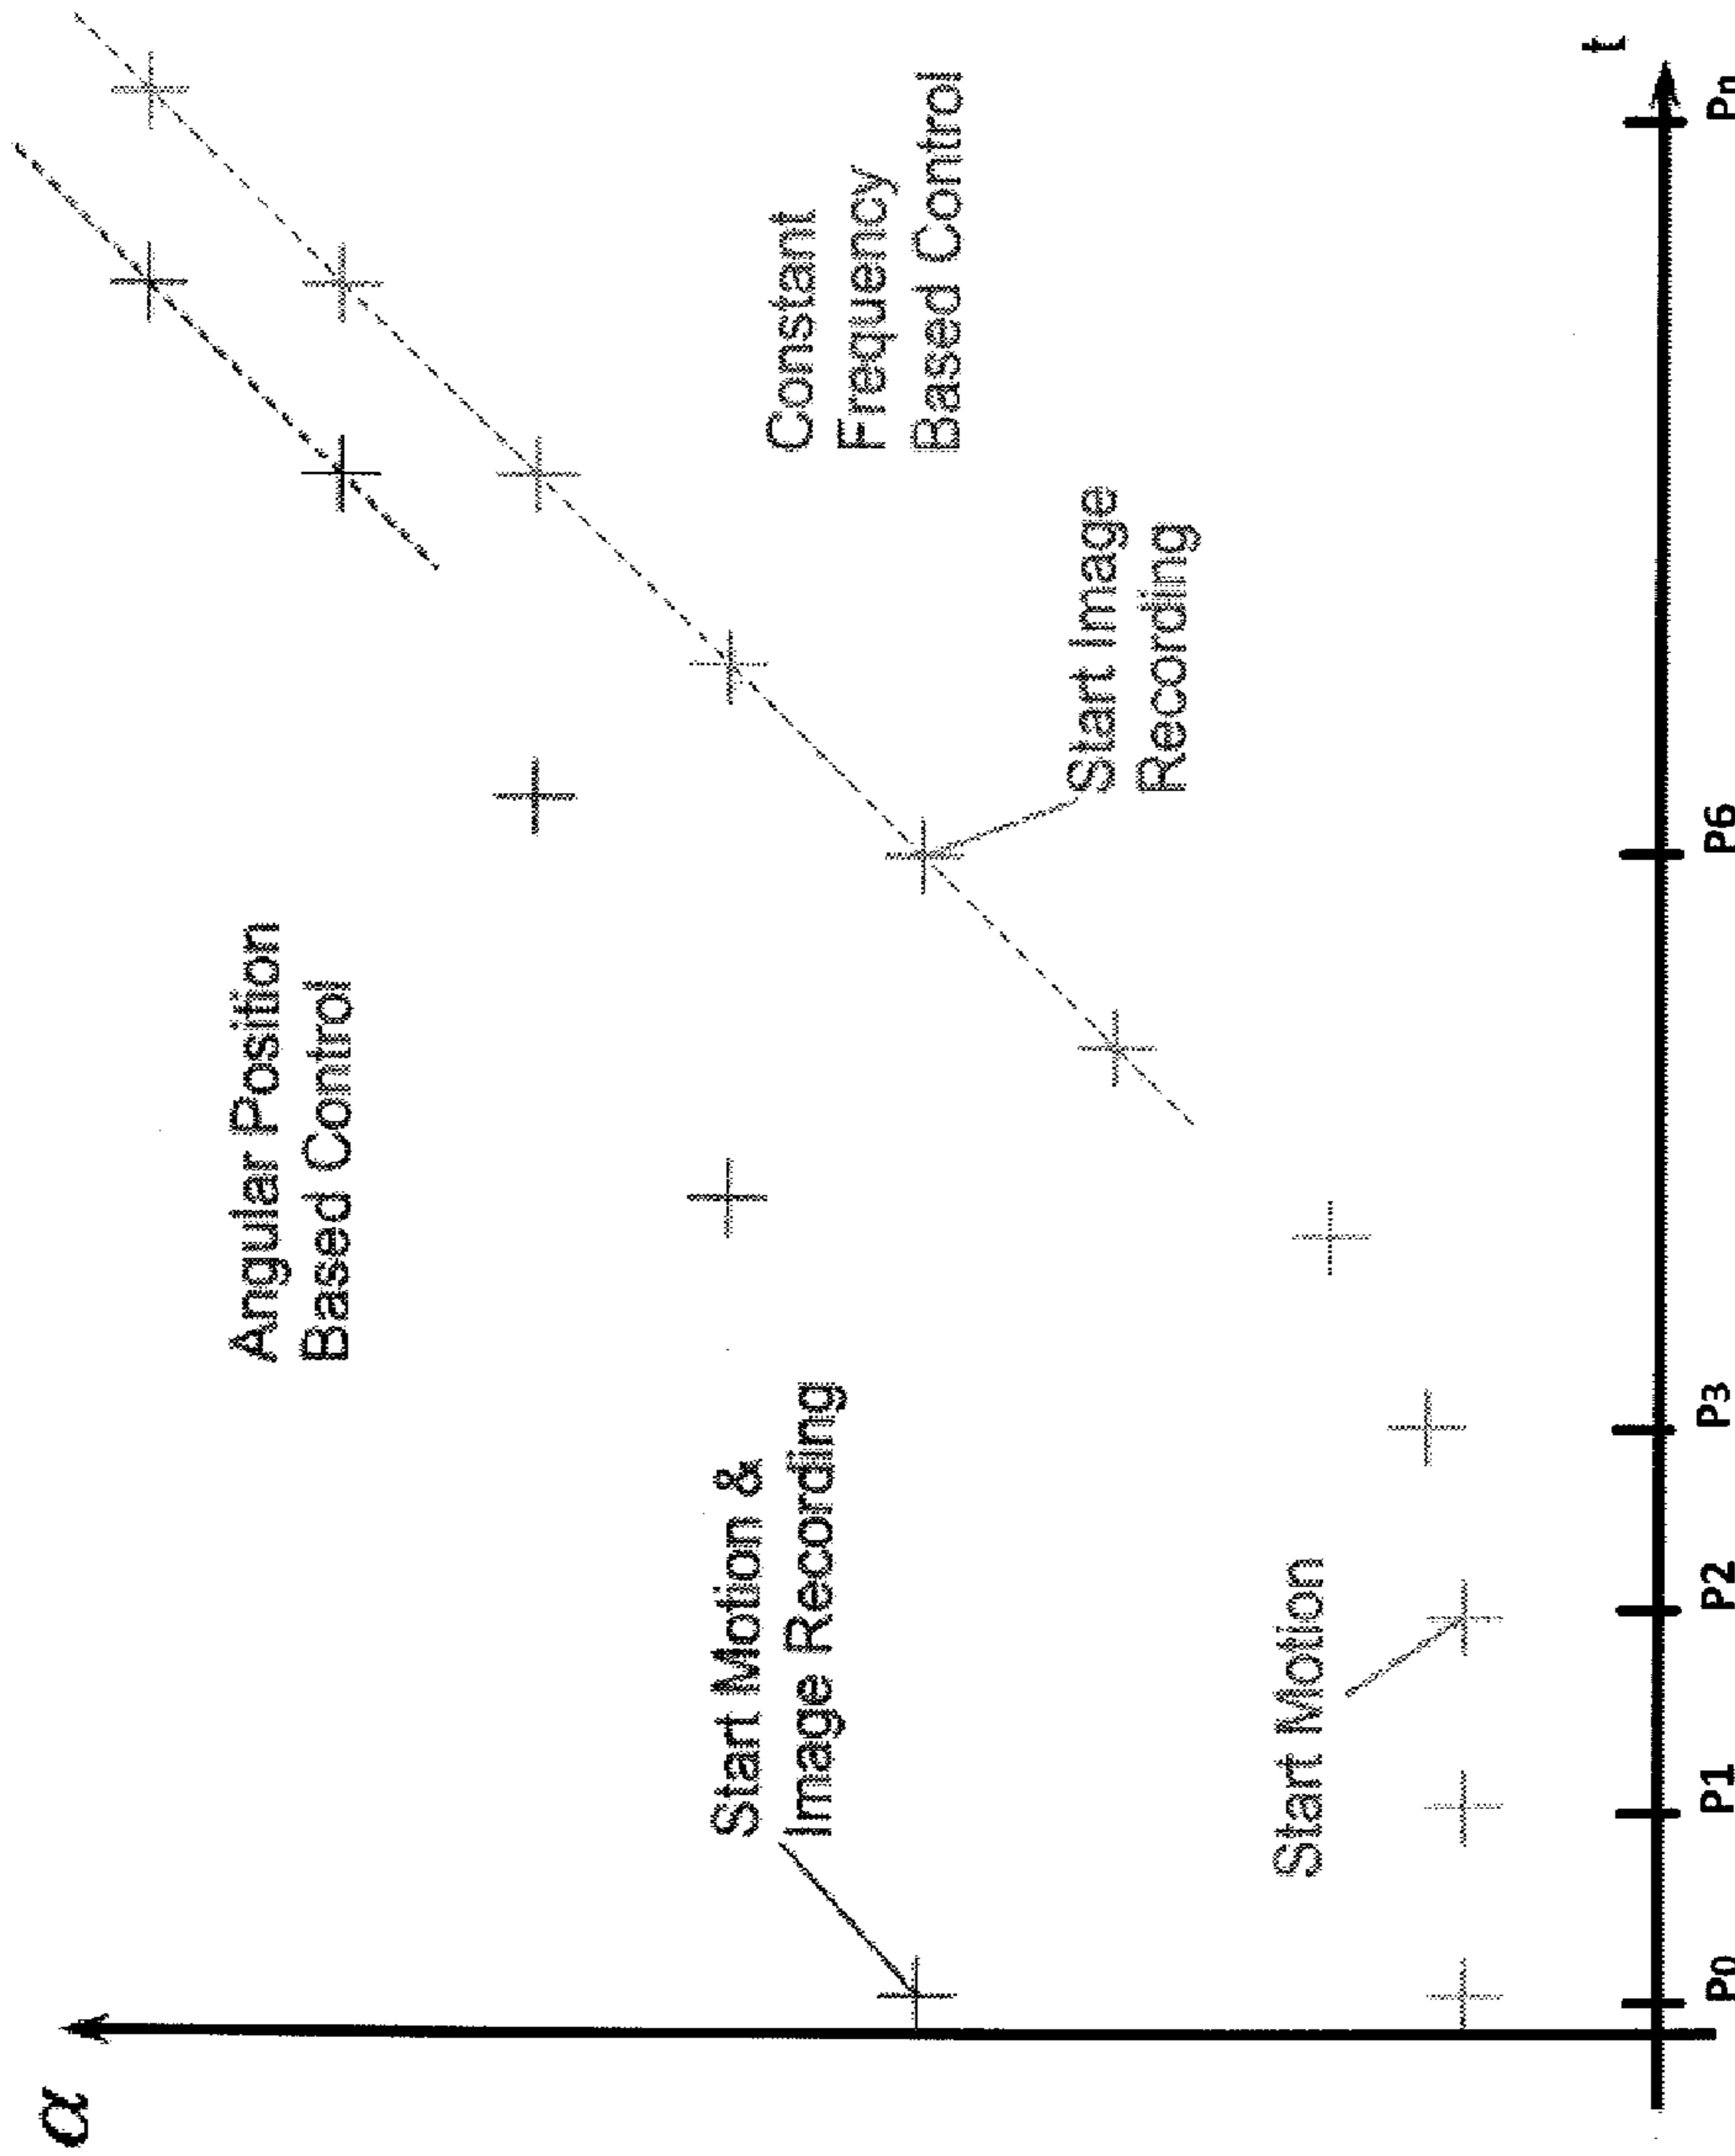 α
Angular Position
Based Control
Start Motion &
Image Recording
Constant
Frequency
Based Control
Start Image
Recording
Start Motion
t
P0
P1
P2
P3
P6
Pn